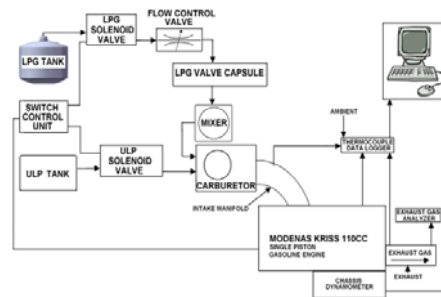 FLOW CONTROL
VALVE
LPG
SOLENOID
VALVE
LPG TANK
LPG VALVE CAPSULE
SWITCH
CONTROL
UNIT
MIXER
AMBIENT
THERMOCOUPLE
DATA LOGGER
ULP TANK
ULP
SOLENOID
VALVE
CARBURETOR
INTAKE MANIFOLD
EXHAUST GAS
ANALYZER
MODENAS KRISS 110CC
SINGLE PISTON
GASOLINE ENGINE
EXHAUST GAS
EXHAUST
CHASSIS
DYNAMOMETER